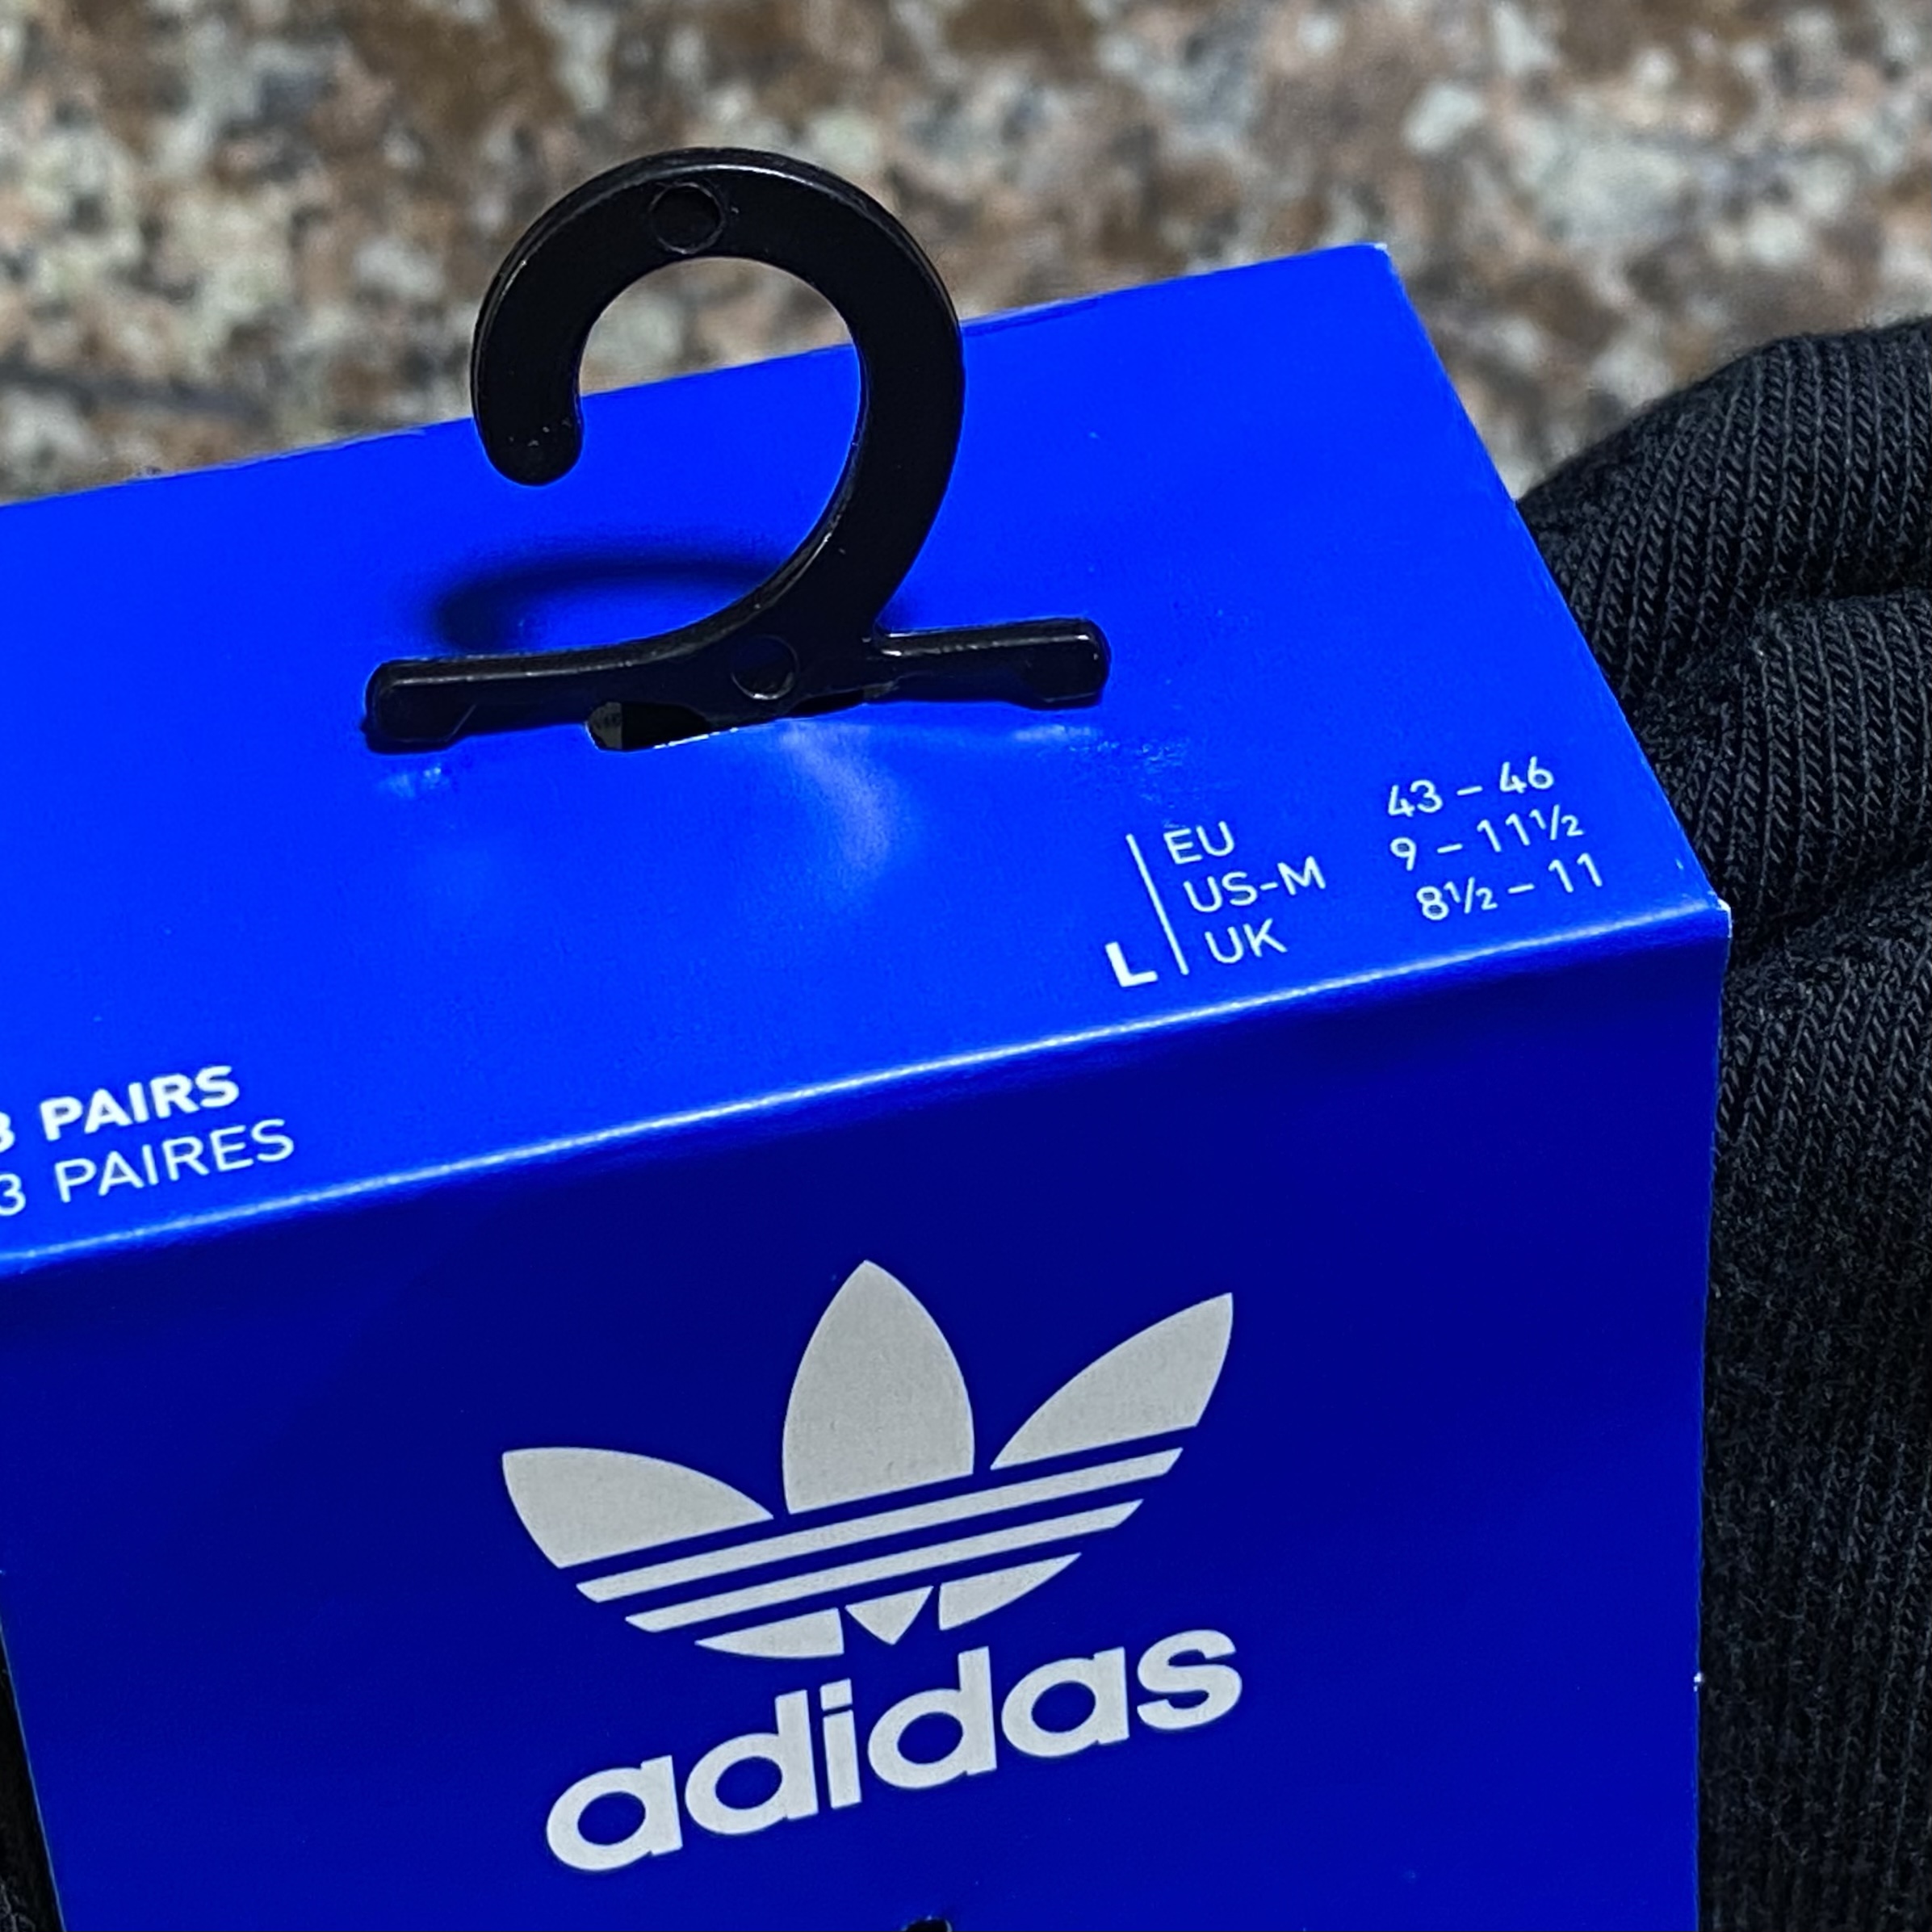 EU 43 – 46
US-M 9 – 11½
L UK 8½ – 11
3 PAIRS
3 PAIRES
adidas